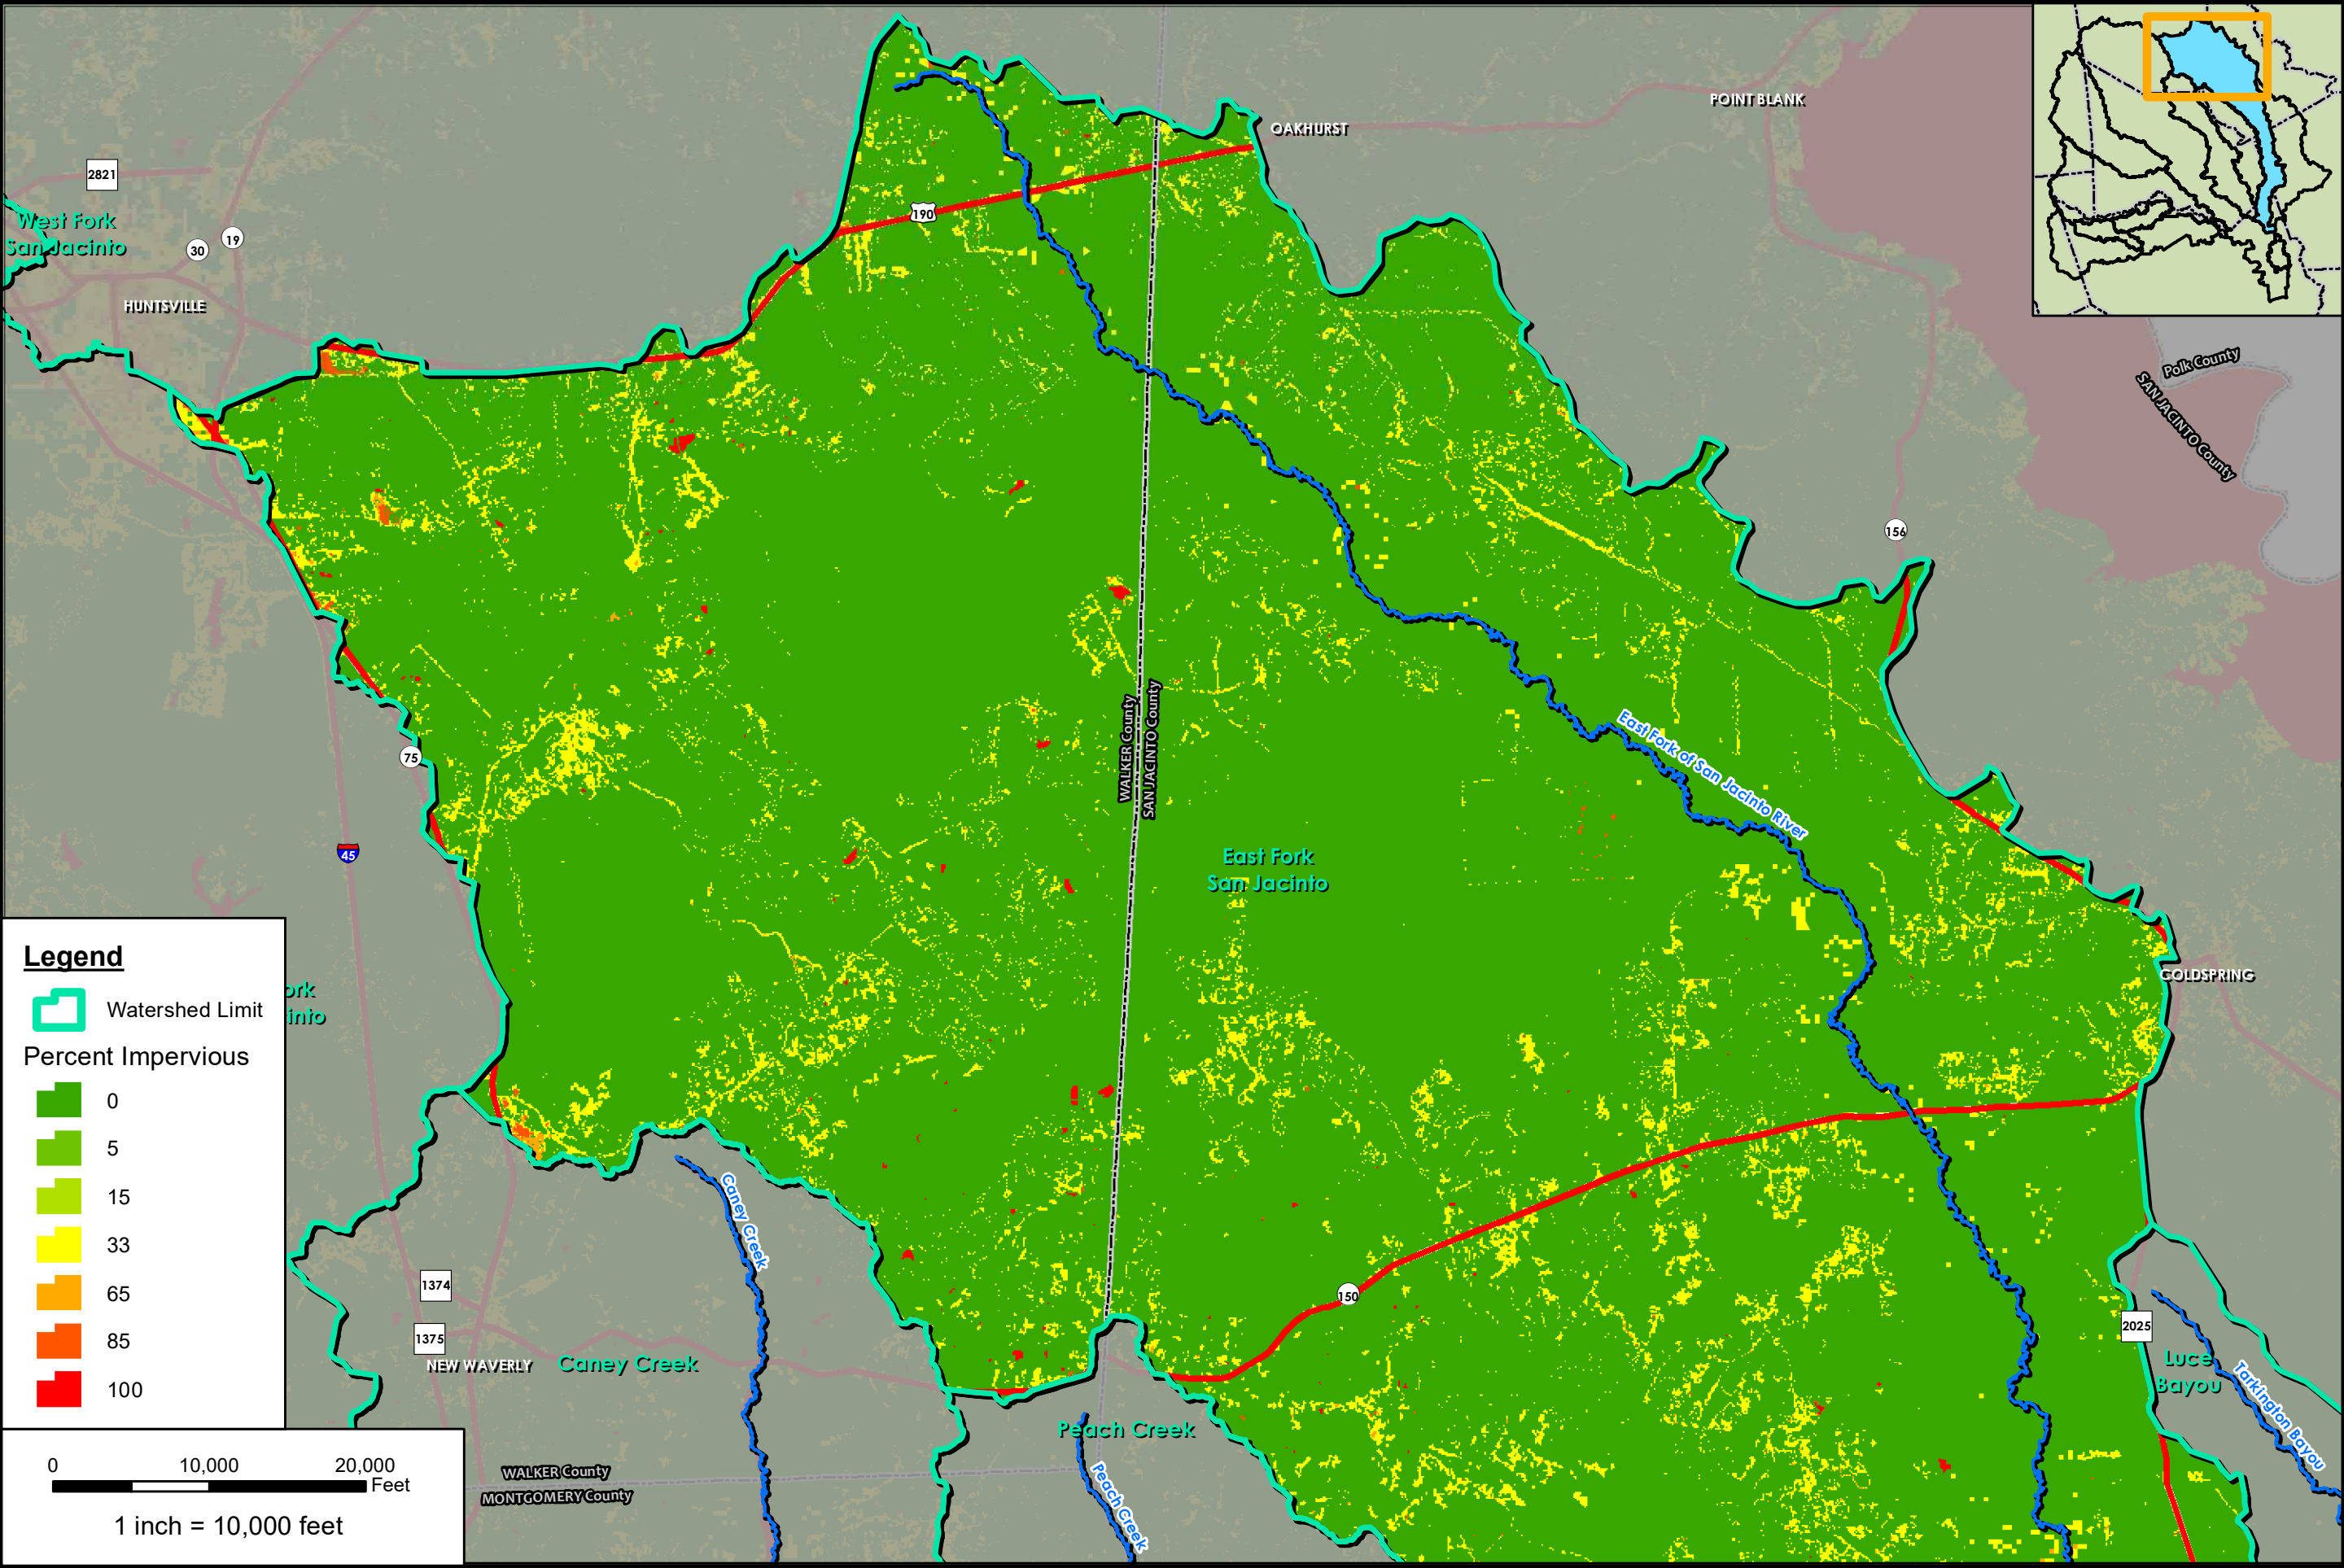 POINT BLANK
OAKHURST
2821
West Fork
San Jacinto
190
30
19
HUNTSVILLE
Polk County
SAN JACINTO County
156
WALKER County
SAN JACINTO County
East Fork of San Jacinto River
75
45
East Fork
San Jacinto
COLDSPRING
Legend
Watershed Limit
Percent Impervious
0
5
15
33
65
85
100
ork
into
Caney Creek
1374
1375
NEW WAVERLY
Caney Creek
150
2025
Luce
Bayou
Tarkington Bayou
Peach Creek
Peach Creek
WALKER County
MONTGOMERY County
0 10,000 20,000
Feet
1 inch = 10,000 feet